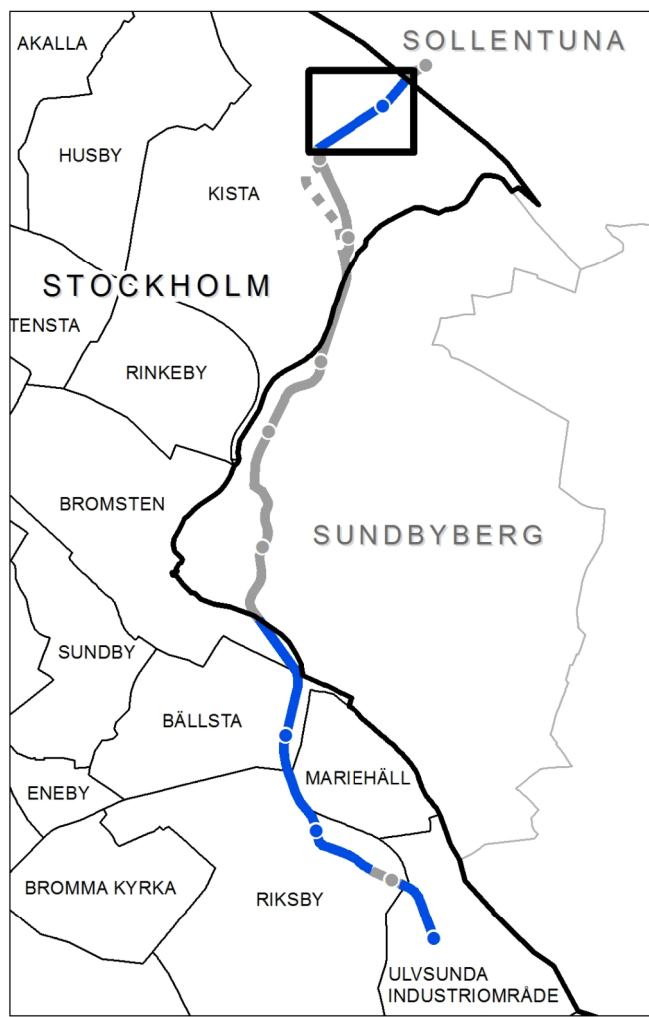 SOLLENTUNA
AKALLA
HUSBY
KISTA
STOCKHOLM
TENSTA
RINKEBY
BROMSTEN
SUNDBYBERG
SUNDBY
BÄLLSTA
MARIEHÄLL
ENEBY
BROMMA KYRKA
RIKSBY
ULVSUNDA
INDUSTRIOMRÅDE